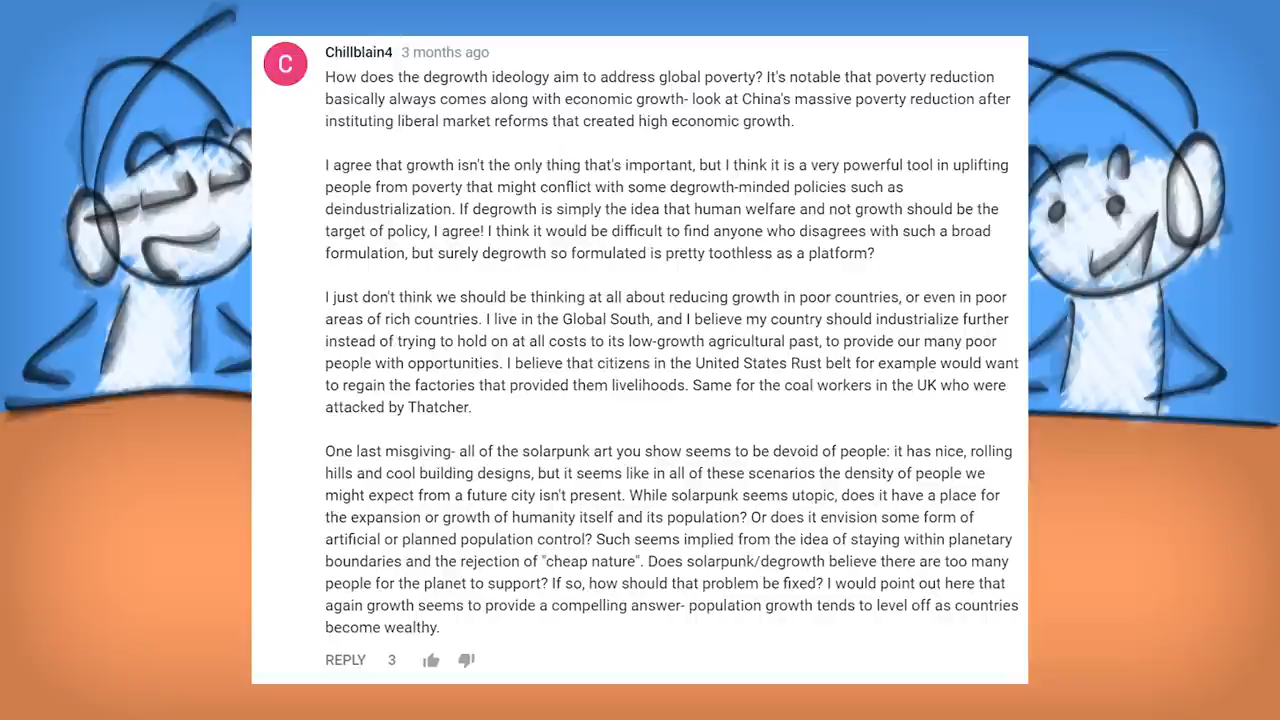 C
Chillblain4 3 months ago
How does the degrowth ideology aim to address global poverty? It's notable that poverty reduction
basically always comes along with economic growth- look at China's massive poverty reduction after
instituting liberal market reforms that created high economic growth.
I agree that growth isn't the only thing that's important, but I think it is a very powerful tool in uplifting
people from poverty that might conflict with some degrowth-minded policies such as
deindustrialization. If degrowth is simply the idea that human welfare and not growth should be the
target of policy, I agree! I think it would be difficult to find anyone who disagrees with such a broad
formulation, but surely degrowth so formulated is pretty toothless as a platform?
I just don't think we should be thinking at all about reducing growth in poor countries, or even in poor
areas of rich countries. I live in the Global South, and I believe my country should industrialize further
instead of trying to hold on at all costs to its low-growth agricultural past, to provide our many poor
people with opportunities. I believe that citizens in the United States Rust belt for example would want
to regain the factories that provided them livelihoods. Same for the coal workers in the UK who were
attacked by Thatcher.
One last misgiving- all of the solarpunk art you show seems to be devoid of people: it has nice, rolling
hills and cool building designs, but it seems like in all of these scenarios the density of people we
might expect from a future city isn't present. While solarpunk seems utopic, does it have a place for
the expansion or growth of humanity itself and its population? Or does it envision some form of
artificial or planned population control? Such seems implied from the idea of staying within planetary
boundaries and the rejection of "cheap nature". Does solarpunk/degrowth believe there are too many
people for the planet to support? If so, how should that problem be fixed? I would point out here that
again growth seems to provide a compelling answer- population growth tends to level off as countries
become wealthy.
REPLY 3